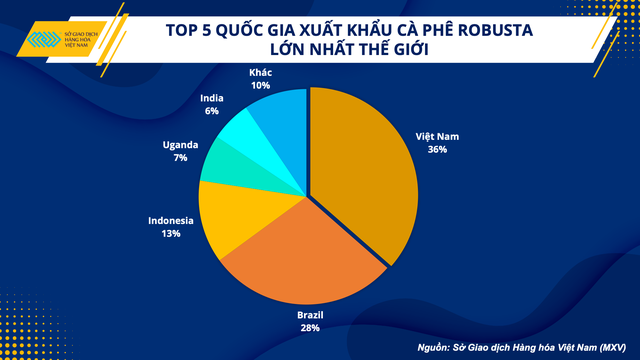 SỞ GIAO DỊCH
HÀNG HÓA
VIỆT NAM
TOP 5 QUỐC GIA XUẤT KHẨU CÀ PHÊ ROBUSTA
LỚN NHẤT THẾ GIỚI
Khác
10%
India
6%
Việt Nam
36%
Uganda
7%
Indonesia
13%
Brazil
28%
Nguồn: Sở Giao dịch Hàng hóa Việt Nam (MXV)